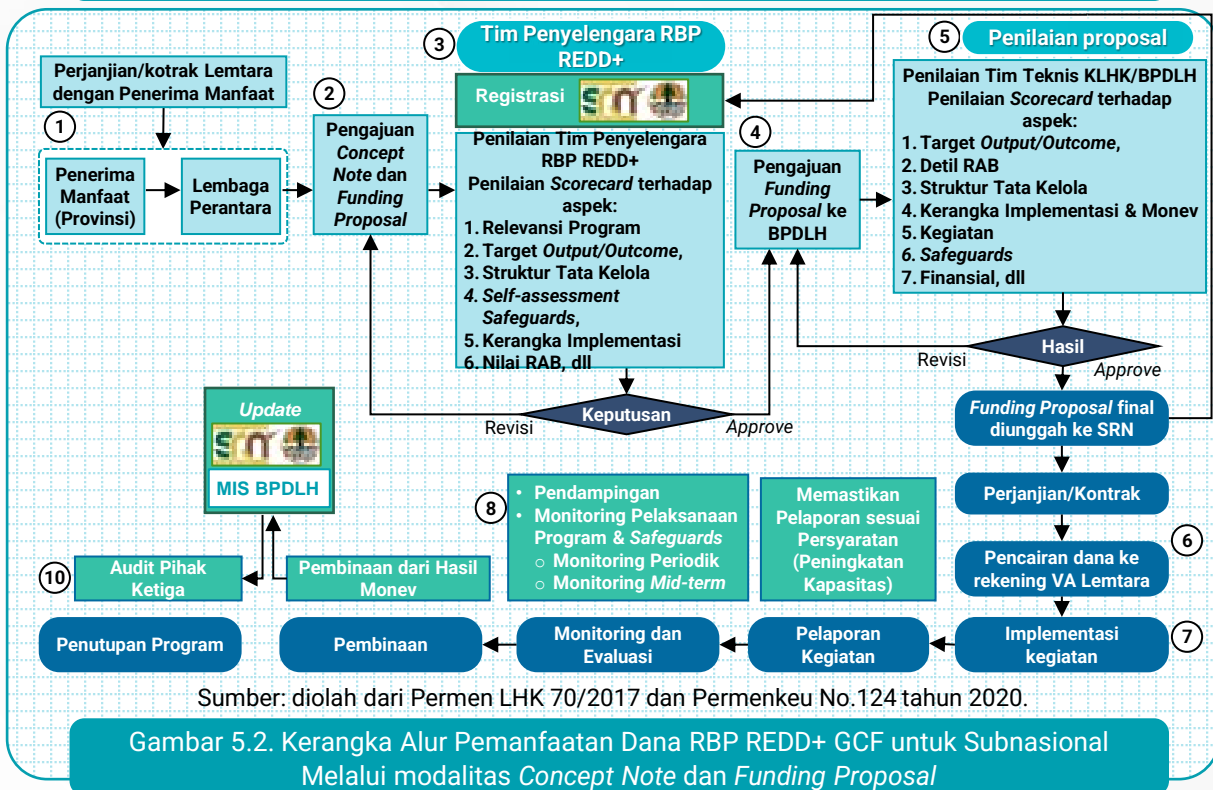 Perjanjian/kotrak Lemtara
dengan Penerima Manfaat
1
Penerima
Manfaat
(Provinsi)
Lembaga
Perantara
2
Pengajuan
Concept
Note dan
Funding
Proposal
3
Tim Penyelengara RBP
REDD+
Registrasi
srn
Penilaian Tim Penyelengara
RBP REDD+
Penilaian Scorecard terhadap
aspek:
1. Relevansi Program
2. Target Output/Outcome,
3. Struktur Tata Kelola
4. Self-assessment
Safeguards,
5. Kerangka Implementasi
6. Nilai RAB, dll
Keputusan
Revisi
Approve
4
Pengajuan
Funding
Proposal ke
BPDLH
5
Penilaian proposal
Penilaian Tim Teknis KLHK/BPDLH
Penilaian Scorecard terhadap
aspek:
1. Target Output/Outcome,
2. Detil RAB
3. Struktur Tata Kelola
4. Kerangka Implementasi & Monev
5. Kegiatan
6. Safeguards
7. Finansial, dll
Hasil
Revisi
Approve
Funding Proposal final
diunggah ke SRN
Perjanjian/Kontrak
6
Pencairan dana ke
rekening VA Lemtara
7
Implementasi
kegiatan
Pelaporan
Kegiatan
Monitoring dan
Evaluasi
Pembinaan
Penutupan Program
8
• Pendampingan
• Monitoring Pelaksanaan
Program & Safeguards
○ Monitoring Periodik
○ Monitoring Mid-term
Memastikan
Pelaporan sesuai
Persyaratan
(Peningkatan
Kapasitas)
Update
srn
MIS BPDLH
10
Audit Pihak
Ketiga
Pembinaan dari Hasil
Monev
Sumber: diolah dari Permen LHK 70/2017 dan Permenkeu No.124 tahun 2020.
Gambar 5.2. Kerangka Alur Pemanfaatan Dana RBP REDD+ GCF untuk Subnasional
Melalui modalitas Concept Note dan Funding Proposal